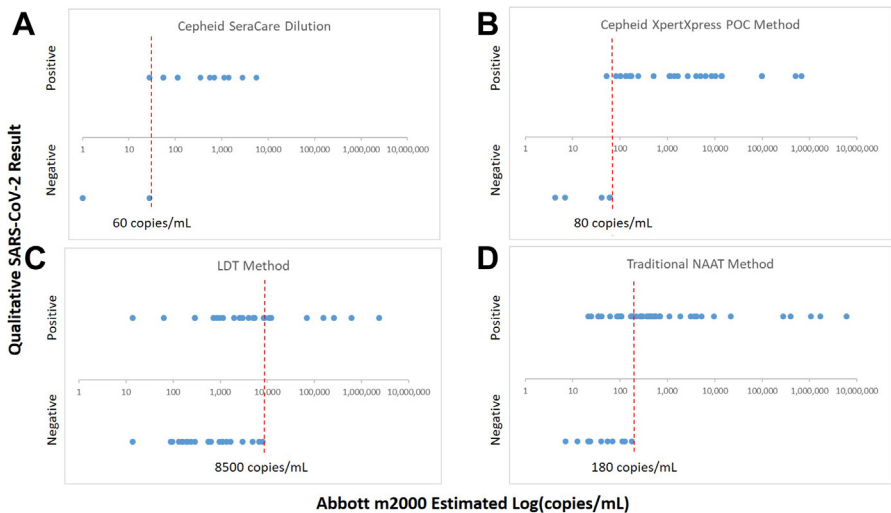 A
Cepheid SeraCare Dilution
Positive
1 10 100 1,000 10,000 100,000 1,000,000 10,000,000
Negative
60 copies/mL
B
Cepheid XpertXpress POC Method
Positive
1 10 100 1,000 10,000 100,000 1,000,000 10,000,000
Negative
80 copies/mL
Qualitative SARS-CoV-2 Result
C
LDT Method
Positive
1 10 100 1,000 10,000 100,000 1,000,000 10,000,000
Negative
8500 copies/mL
D
Traditional NAAT Method
Positive
1 10 100 1,000 10,000 100,000 1,000,000 10,000,000
Negative
180 copies/mL
Abbott m2000 Estimated Log(copies/mL)